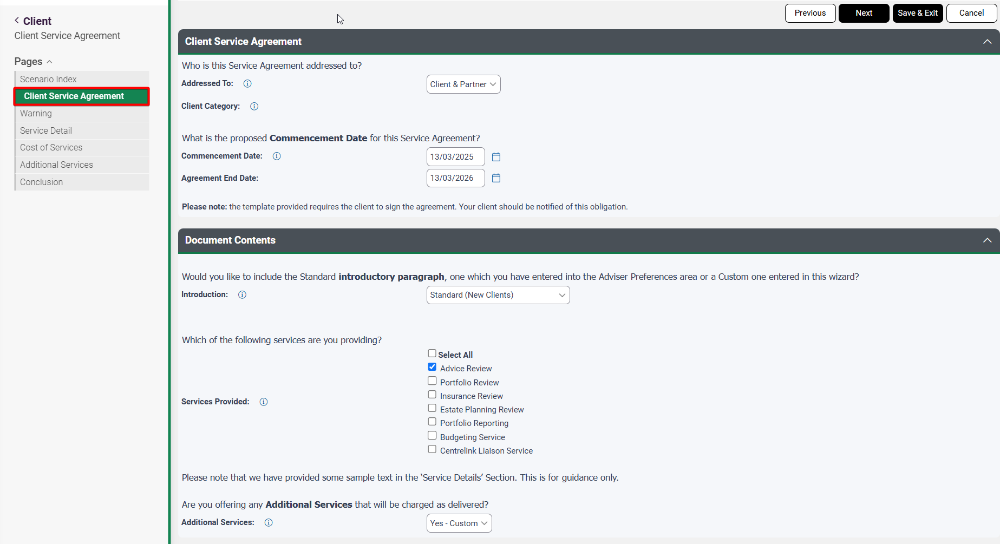 Client
Client Service Agreement
Pages
Scenario Index
Client Service Agreement
Warning
Service Detail
Cost of Services
Additional Services
Conclusion
Previous
Next
Save & Exit
Cancel
Client Service Agreement
Who is this Service Agreement addressed to?
Addressed To:
Client & Partner
Client Category:
What is the proposed Commencement Date for this Service Agreement?
Commencement Date:
13/03/2025
Agreement End Date:
13/03/2026
Please note: the template provided requires the client to sign the agreement. Your client should be notified of this obligation.
Document Contents
Would you like to include the Standard introductory paragraph, one which you have entered into the Adviser Preferences area or a Custom one entered in this wizard?
Introduction:
Standard (New Clients)
Which of the following services are you providing?
Services Provided:
Select All
Advice Review
Portfolio Review
Insurance Review
Estate Planning Review
Portfolio Reporting
Budgeting Service
Centrelink Liaison Service
Please note that we have provided some sample text in the ‘Service Details’ Section. This is for guidance only.
Are you offering any Additional Services that will be charged as delivered?
Additional Services:
Yes - Custom